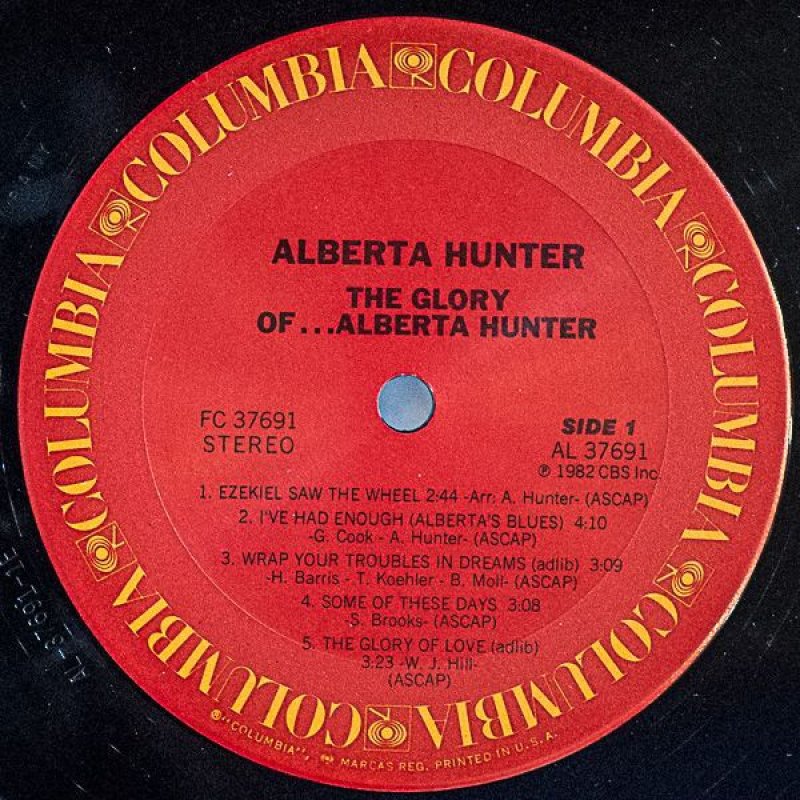 COLUMBIA
COLUMBIA
COLUMBIA
COLUMBIA
COLUMBIA
COLUMBIA
ALBERTA HUNTER
THE GLORY
OF...ALBERTA HUNTER
FC 37691
STEREO
SIDE 1
AL 37691
℗ 1982 CBS Inc.
1. EZEKIEL SAW THE WHEEL 2:44 -Arr: A. Hunter- (ASCAP)
2. I'VE HAD ENOUGH (ALBERTA'S BLUES) 4:10
-G. Cook - A. Hunter- (ASCAP)
3. WRAP YOUR TROUBLES IN DREAMS (adlib) 3:09
-H. Barris - T. Koehler - B. Moll- (ASCAP)
4. SOME OF THESE DAYS 3:08
-S. Brooks- (ASCAP)
5. THE GLORY OF LOVE (adlib)
3:23 -W. J. Hill-
(ASCAP)
®"COLUMBIA", MARCAS REG. PRINTED IN U.S.A.